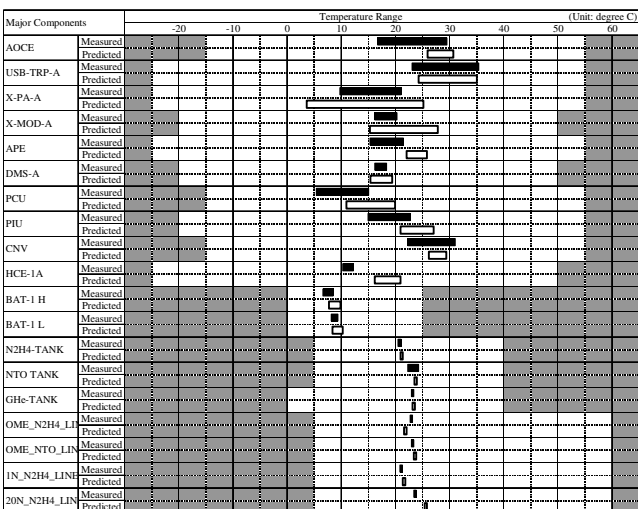 Major Components Temperature Range (Unit: degree C)
-20 -10 0 10 20 30 40 50 60
AOCE Measured
Predicted
USB-TRP-A Measured
Predicted
X-PA-A Measured
Predicted
X-MOD-A Measured
Predicted
APE Measured
Predicted
DMS-A Measured
Predicted
PCU Measured
Predicted
PIU Measured
Predicted
CNV Measured
Predicted
HCE-1A Measured
Predicted
BAT-1 H Measured
Predicted
BAT-1 L Measured
Predicted
N2H4-TANK Measured
Predicted
NTO TANK Measured
Predicted
GHe-TANK Measured
Predicted
OME_N2H4_LI Measured
Predicted
OME_NTO_LIN Measured
Predicted
1N_N2H4_LINE Measured
Predicted
20N_N2H4_LIN Measured
Predicted